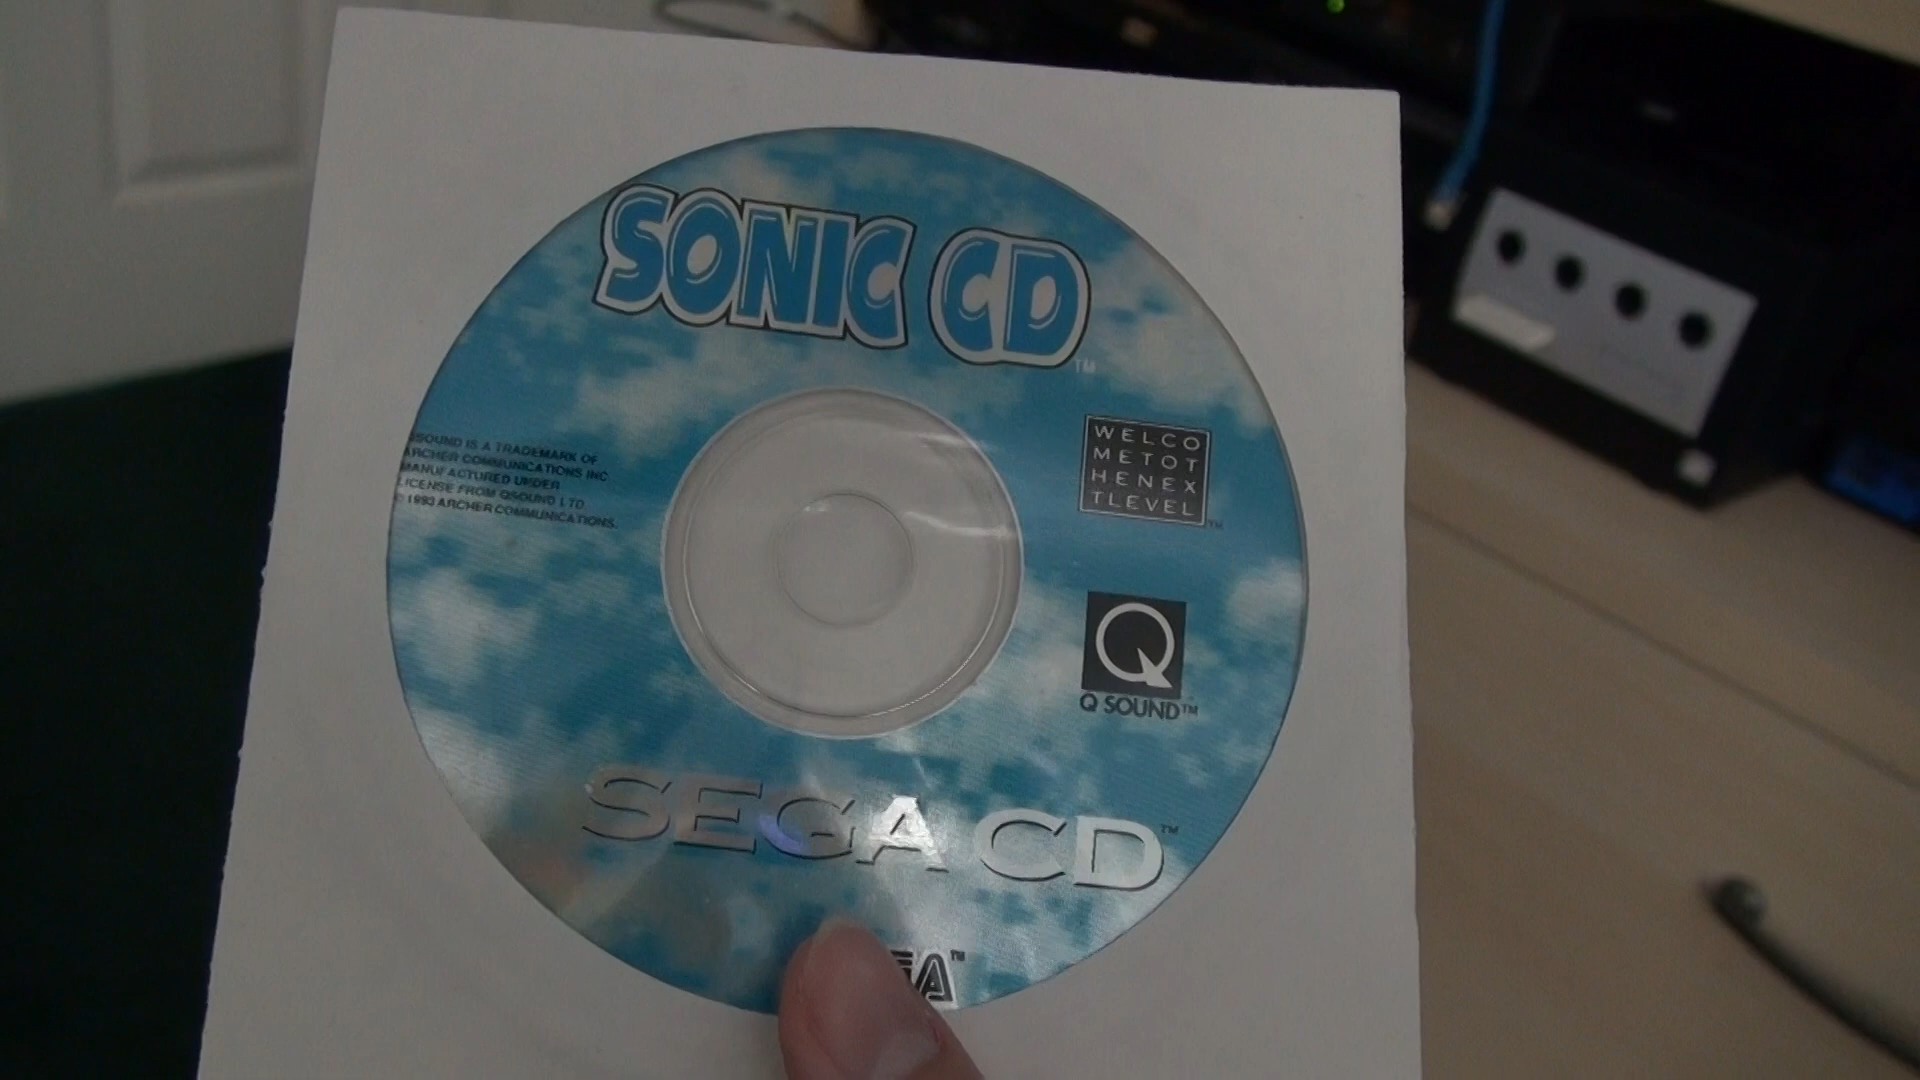 SONIC CD
TM
QSOUND IS A TRADEMARK OF
ARCHER COMMUNICATIONS INC
MANUFACTURED UNDER
LICENSE FROM QSOUND LTD
© 1993 ARCHER COMMUNICATIONS.
WELCO
METOT
HENEX
TLEVEL
TM
Q
Q SOUND™
SEGA CD™
GA™